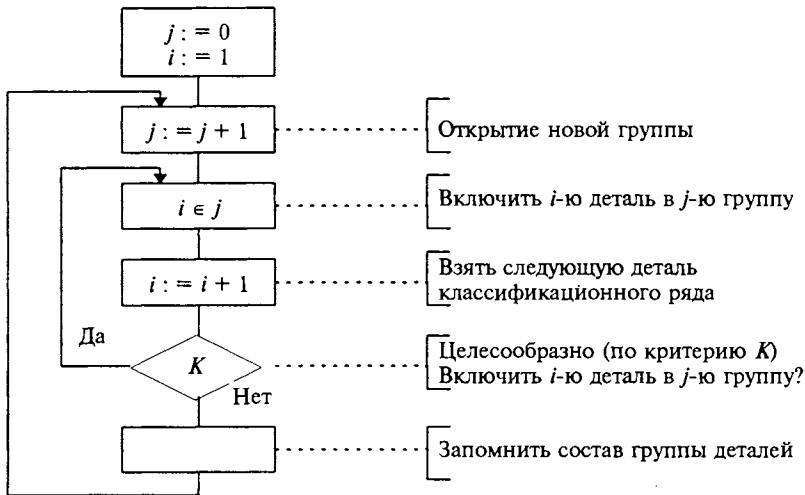 j : = 0
i : = 1
j : = j + 1
Открытие новой группы
i ∈ j
Включить i-ю деталь в j-ю группу
i : = i + 1
Взять следующую деталь
классификационного ряда
Да
K
Целесообразно (по критерию K)
Включить i-ю деталь в j-ю группу?
Нет
Запомнить состав группы деталей